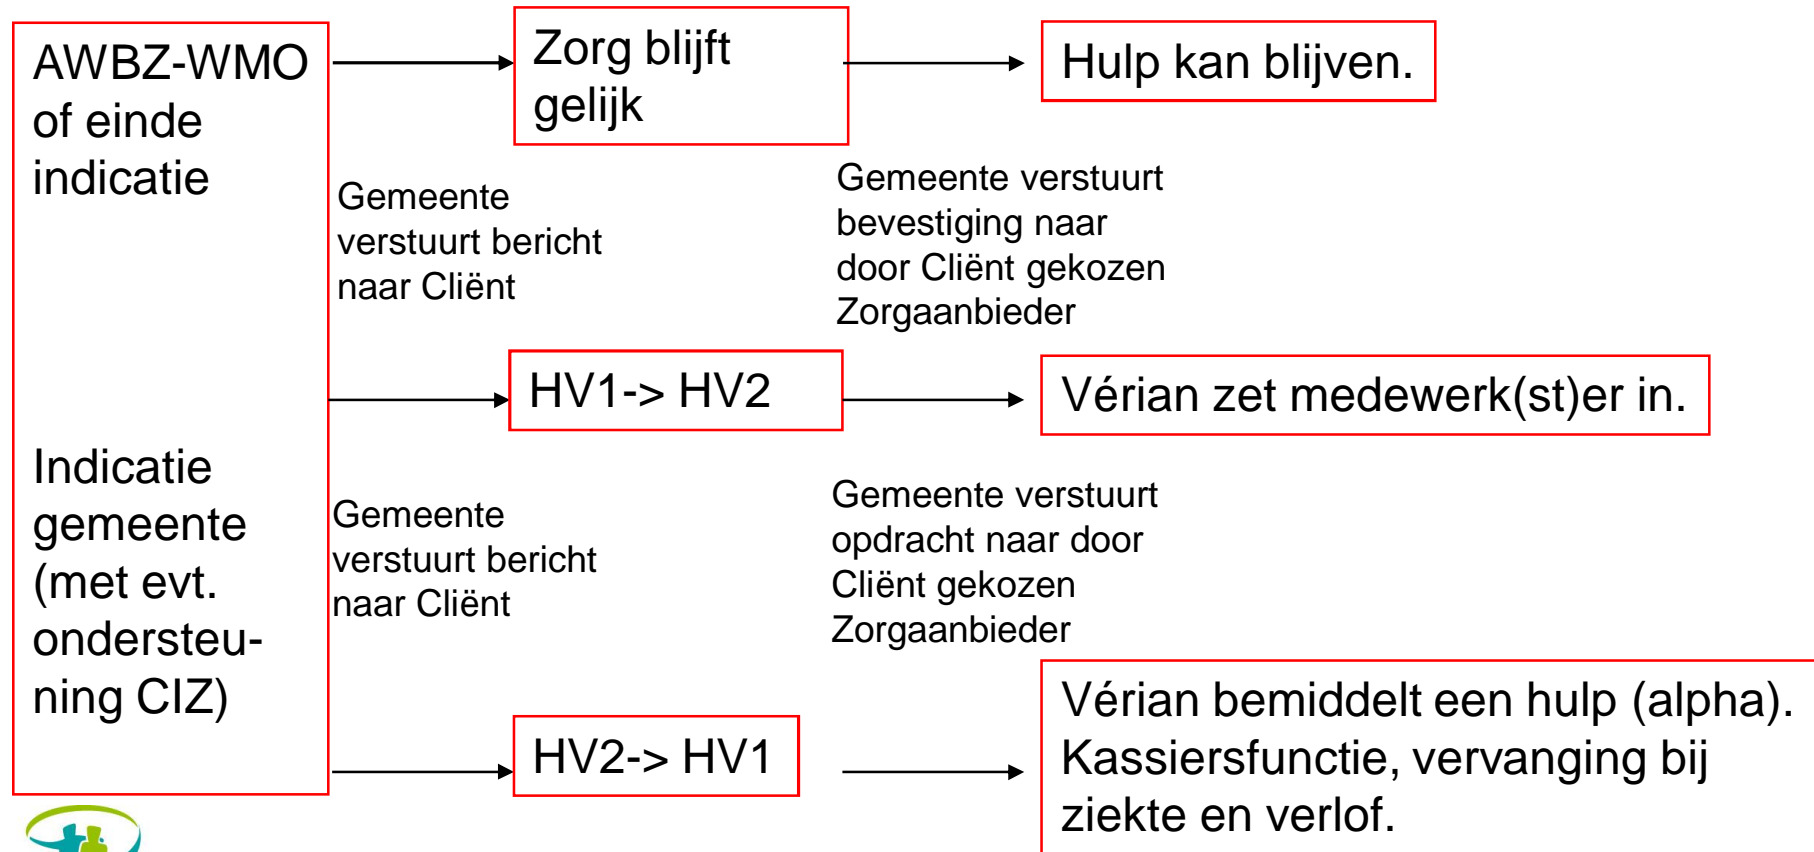 AWBZ-WMO
of einde
indicatie
Indicatie
gemeente
(met evt.
ondersteu-
ning CIZ)
Zorg blijft
gelijk
Hulp kan blijven.
Gemeente
verstuurt bericht
naar Cliënt
Gemeente verstuurt
bevestiging naar
door Cliënt gekozen
Zorgaanbieder
HV1-> HV2
Vérian zet medewerk(st)er in.
Gemeente
verstuurt bericht
naar Cliënt
Gemeente verstuurt
opdracht naar door
Cliënt gekozen
Zorgaanbieder
HV2-> HV1
Vérian bemiddelt een hulp (alpha).
Kassiersfunctie, vervanging bij
ziekte en verlof.